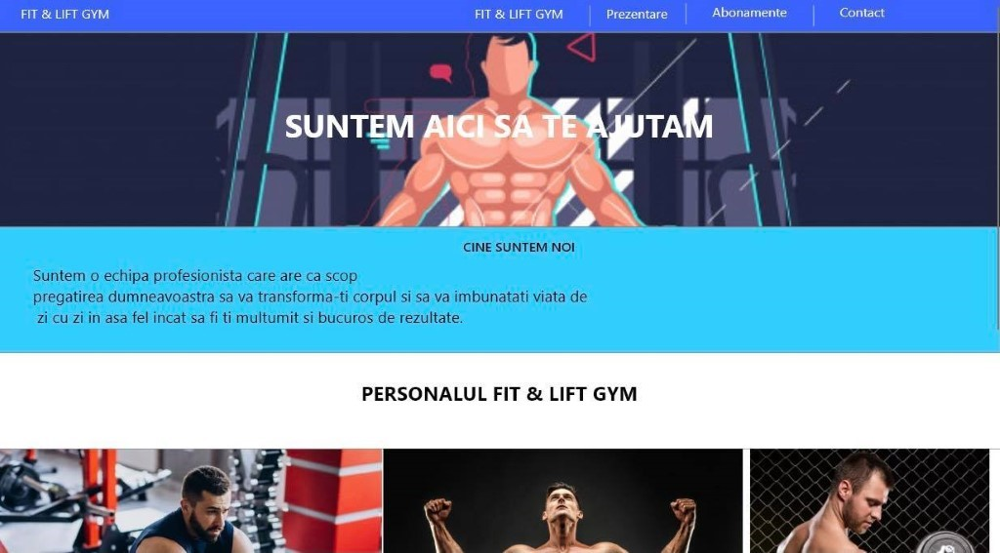 FIT & LIFT GYM
FIT & LIFT GYM Prezentare Abonamente Contact
SUNTEM AICI SA TE AJUTAM
CINE SUNTEM NOI
Suntem o echipa profesionista care are ca scop
pregatirea dumneavoastra sa va transforma-ti corpul si sa va imbunatati viata de
zi cu zi in asa fel incat sa fi ti multumit si bucuros de rezultate.
PERSONALUL FIT & LIFT GYM